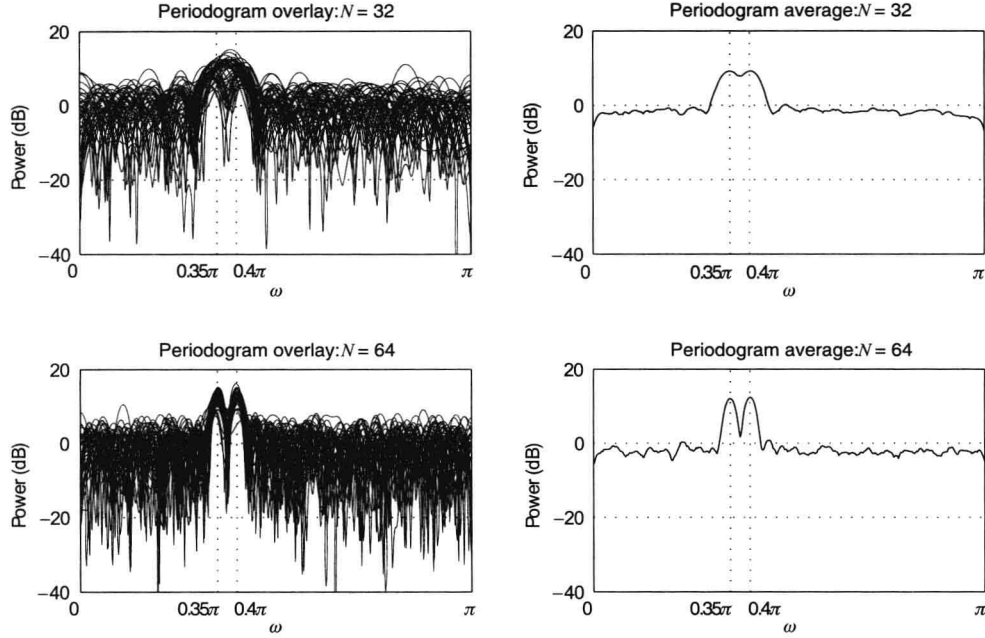 Periodogram overlay: N = 32
20
0
−20
−40
Power (dB)
0
0.35π
0.4π
π
ω
Periodogram average: N = 32
20
0
−20
−40
Power (dB)
0
0.35π
0.4π
π
ω
Periodogram overlay: N = 64
20
0
−20
−40
Power (dB)
0
0.35π
0.4π
π
ω
Periodogram average: N = 64
20
0
−20
−40
Power (dB)
0
0.35π
0.4π
π
ω